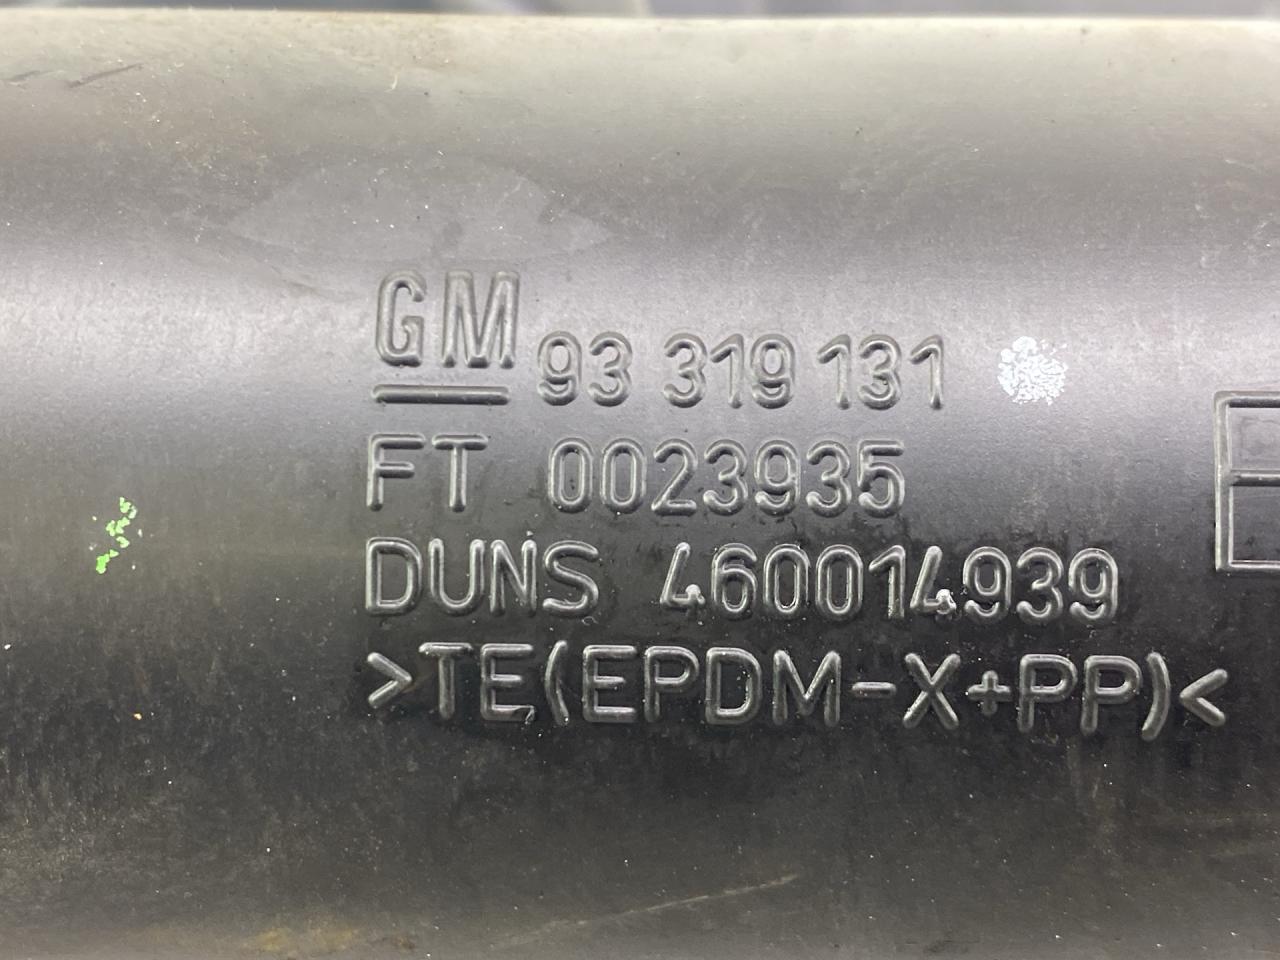 GM 93 319 131
FT 0023935
DUNS 460014939
>TE(EPDM-X+PP)<